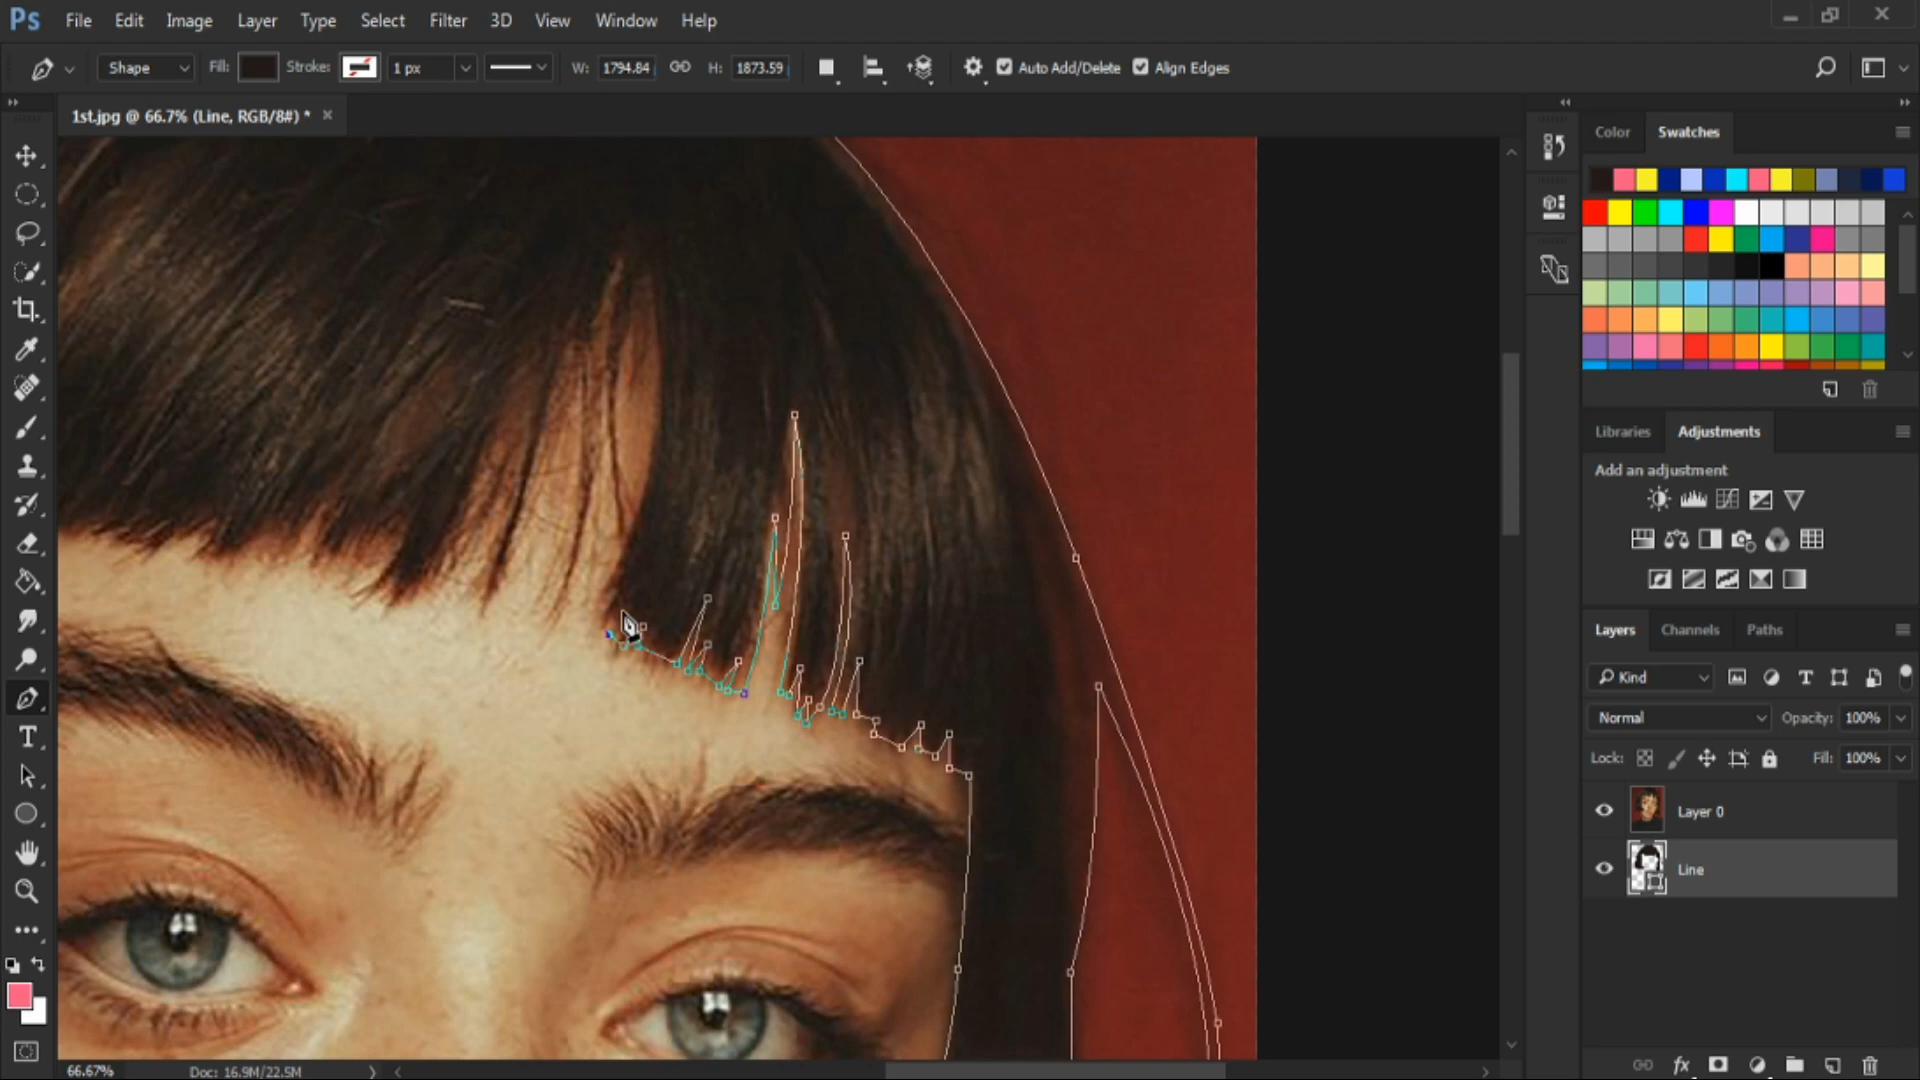 Ps File Edit Image Layer Type Select Filter 3D View Window Help
Shape Fill: Stroke: 1 px W: 1794.84 H: 1873.59 Auto Add/Delete Align Edges
1st.jpg @ 66.7% (Line, RGB/8#) *
Color Swatches
Libraries Adjustments
Add an adjustment
Layers Channels Paths
Kind
Normal Opacity: 100%
Lock: Fill: 100%
Layer 0
Line
66.67% Doc: 16.9M/22.5M